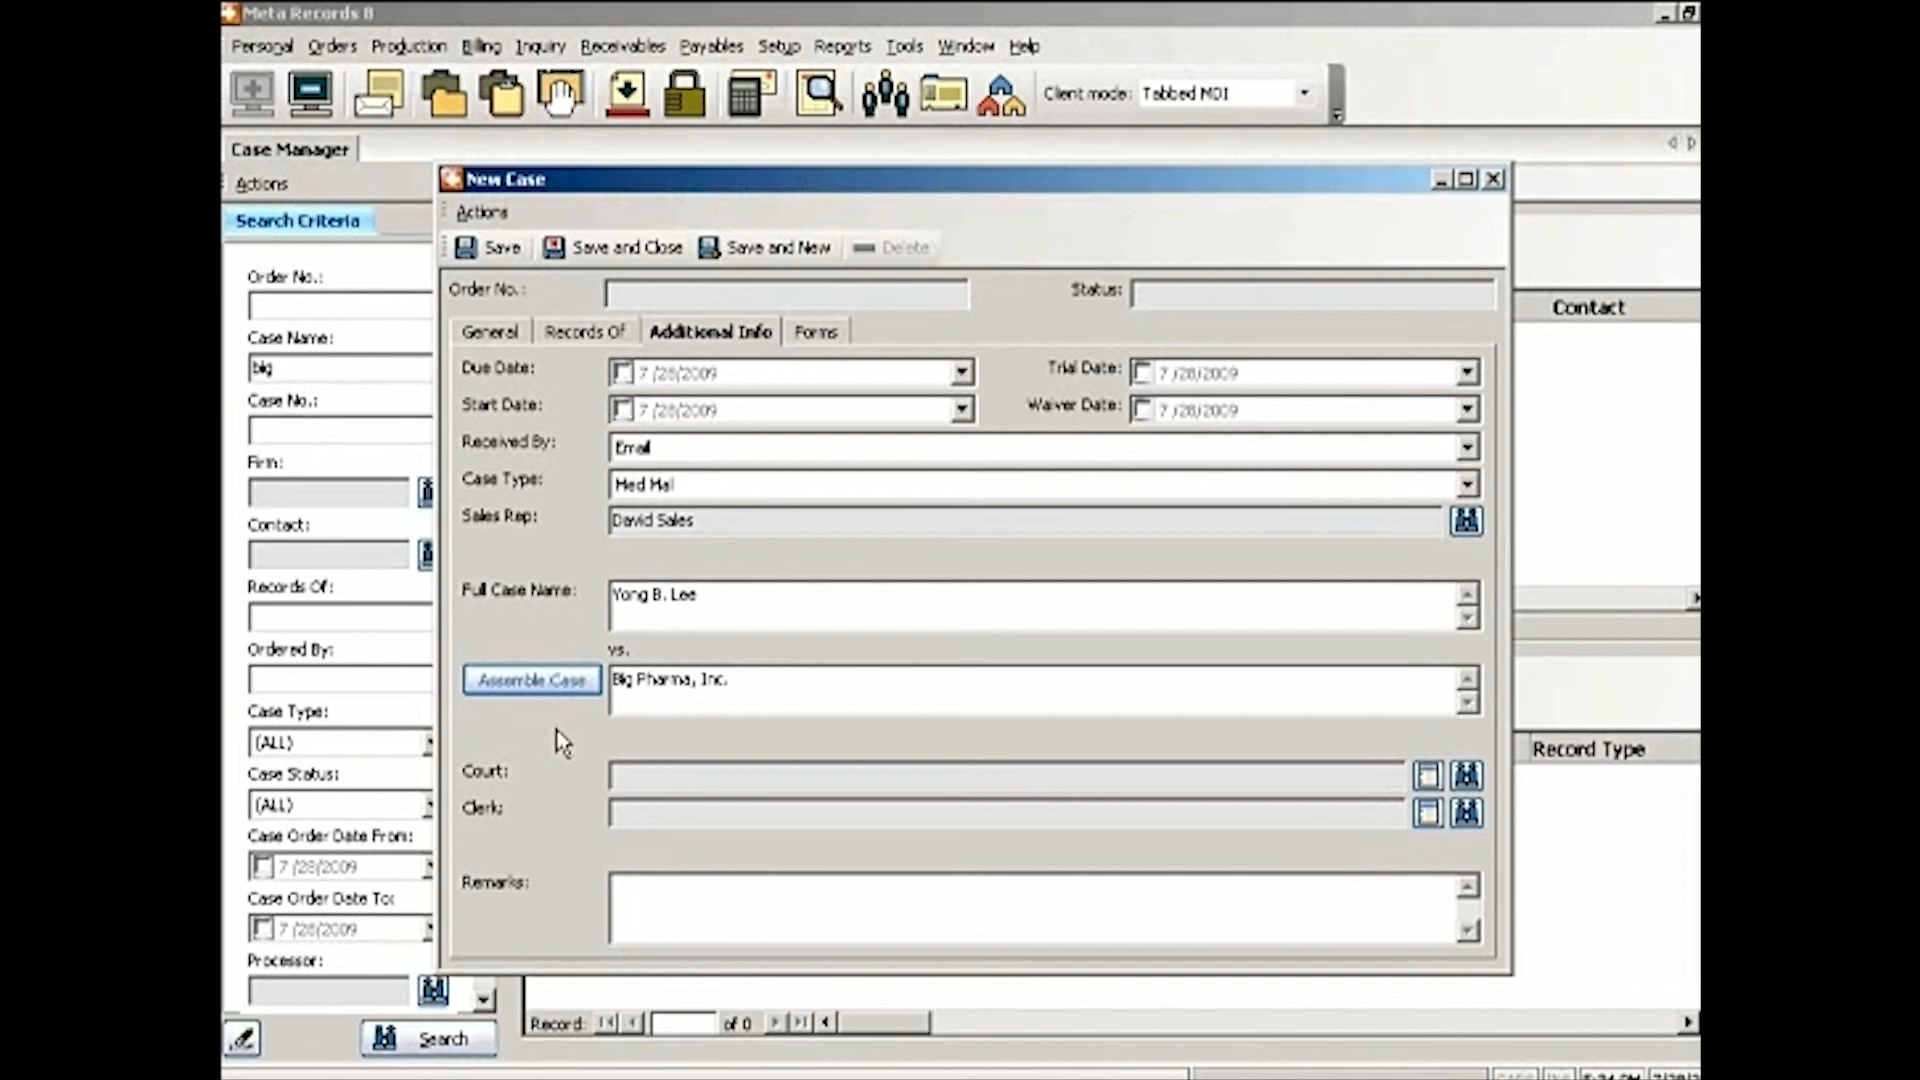 Meta Records 8
Personal Orders Production Billing Inquiry Receivables Payables Setup Reports Tools Window Help
Client mode: Tabbed MDI
Case Manager
Actions
Search Criteria
Order No.:
Case Name:
big
Case No.:
Firm:
Contact:
Records Of:
Ordered By:
Case Type:
(ALL)
Case Status:
(ALL)
Case Order Date From:
7 /28/2009
Case Order Date To:
7 /28/2009
Processor:
Search
New Case
Actions
Save Save and Close Save and New Delete
Order No.: Status:
General Records Of Additional Info Forms
Due Date: 7 /28/2009 Trial Date: 7 /28/2009
Start Date: 7 /28/2009 Waiver Date: 7 /28/2009
Received By: Email
Case Type: Med Mal
Sales Rep: David Sales
Full Case Name: Yong B. Lee
vs.
Assemble Case Big Pharma, Inc.
Court:
Clerk:
Remarks:
Contact
Record Type
Record: of 0